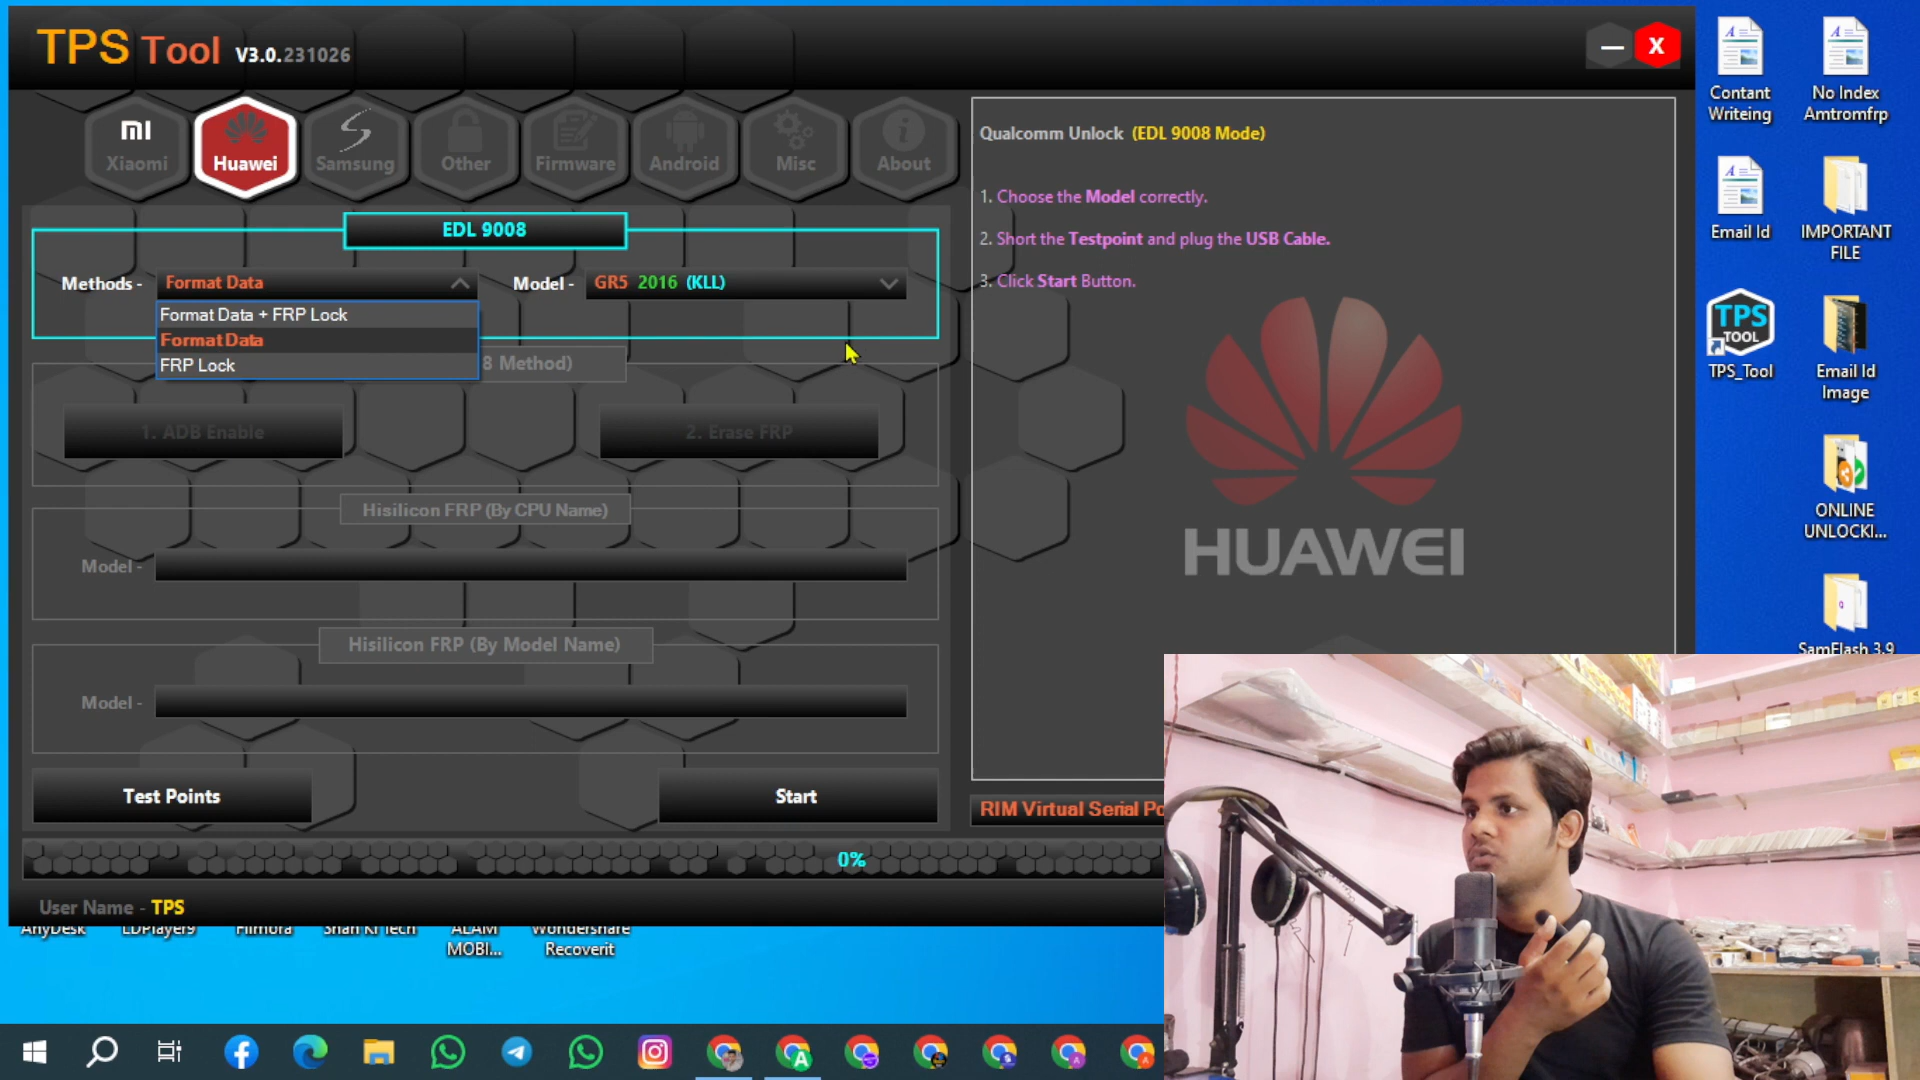 TPS Tool V3.0.231026
X
MI
Xiaomi
Huawei
Samsung
Other
Firmware
Android
Misc
About
EDL 9008
Methods - Format Data
Model - GR5 2016 (KLL)
Format Data + FRP Lock
Format Data
FRP Lock
8 Method)
1. ADB Enable
2. Erase FRP
Hisilicon FRP (By CPU Name)
Model -
Hisilicon FRP (By Model Name)
Model -
Test Points
Start
0%
User Name - TPS
Qualcomm Unlock (EDL 9008 Mode)
1. Choose the Model correctly.
2. Short the Testpoint and plug the USB Cable.
3. Click Start Button.
HUAWEI
RIM Virtual Serial Po
Contant
Writeing
No Index
Amtromfrp
Email Id
IMPORTANT
FILE
TPS
TOOL
TPS_Tool
Email Id
Image
ONLINE
UNLOCKI...
SamFlash 3.9
AnyDesk
LDPlayer9
Filmora
Shan Ki Tech
ALAM
MOBI...
Wondershare
Recoverit